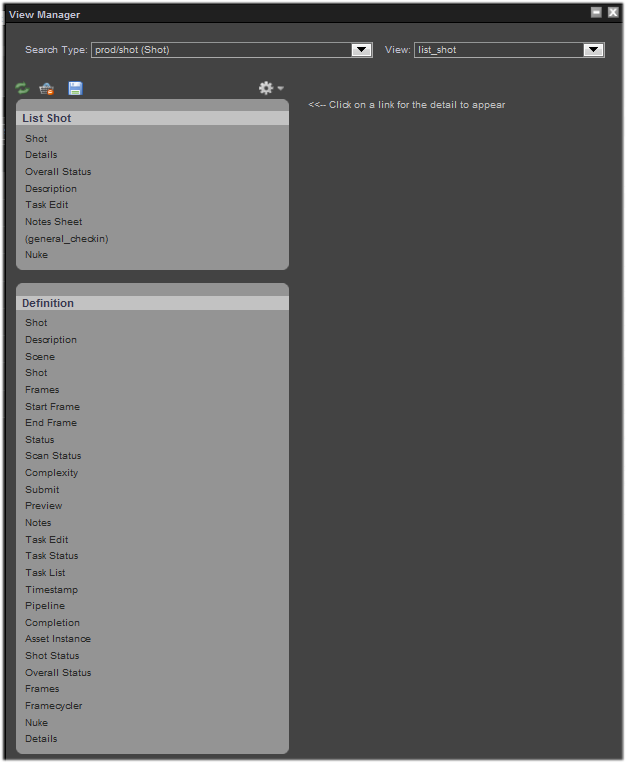 View Manager
Search Type: prod/shot (Shot) View: list_shot
<<-- Click on a link for the detail to appear
List Shot
Shot
Details
Overall Status
Description
Task Edit
Notes Sheet
(general_checkin)
Nuke
Definition
Shot
Description
Scene
Shot
Frames
Start Frame
End Frame
Status
Scan Status
Complexity
Submit
Preview
Notes
Task Edit
Task Status
Task List
Timestamp
Pipeline
Completion
Asset Instance
Shot Status
Overall Status
Frames
Framecycler
Nuke
Details